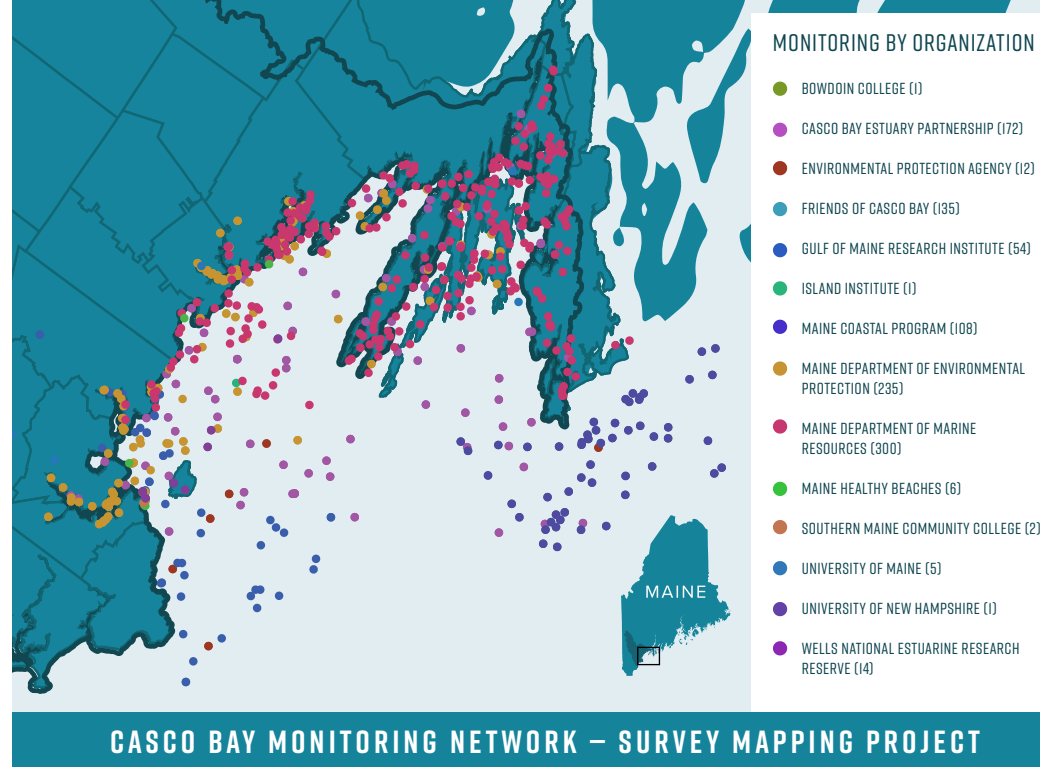 MONITORING BY ORGANIZATION
BOWDOIN COLLEGE (1)
CASCO BAY ESTUARY PARTNERSHIP (172)
ENVIRONMENTAL PROTECTION AGENCY (12)
FRIENDS OF CASCO BAY (135)
GULF OF MAINE RESEARCH INSTITUTE (54)
ISLAND INSTITUTE (1)
MAINE COASTAL PROGRAM (108)
MAINE DEPARTMENT OF ENVIRONMENTAL
PROTECTION (235)
MAINE DEPARTMENT OF MARINE
RESOURCES (300)
MAINE HEALTHY BEACHES (6)
SOUTHERN MAINE COMMUNITY COLLEGE (2)
UNIVERSITY OF MAINE (5)
UNIVERSITY OF NEW HAMPSHIRE (1)
WELLS NATIONAL ESTUARINE RESEARCH
RESERVE (14)
MAINE
CASCO BAY MONITORING NETWORK – SURVEY MAPPING PROJECT